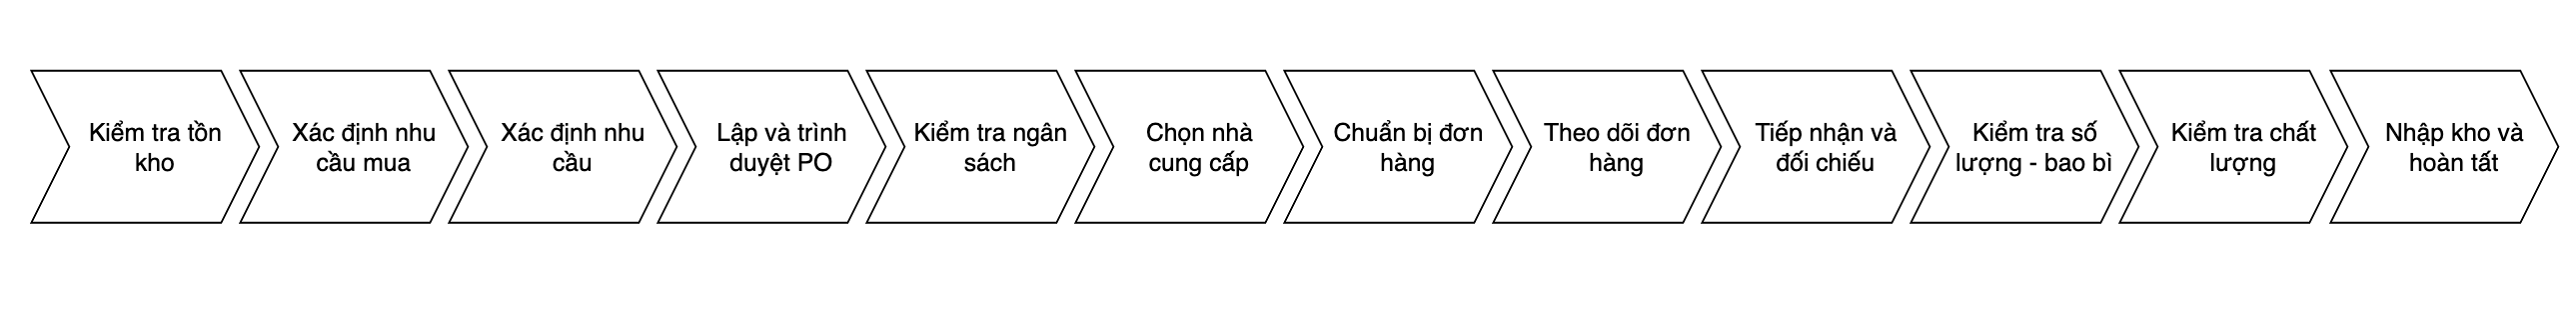 Kiểm tra tồn
kho
Xác định nhu
cầu mua
Xác định nhu
cầu
Lập và trình
duyệt PO
Kiểm tra ngân
sách
Chọn nhà
cung cấp
Chuẩn bị đơn
hàng
Theo dõi đơn
hàng
Tiếp nhận và
đối chiếu
Kiểm tra số
lượng - bao bì
Kiểm tra chất
lượng
Nhập kho và
hoàn tất